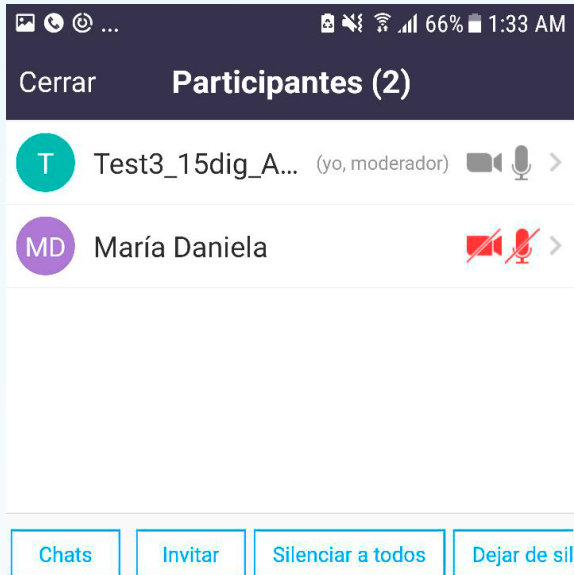 ... 66% 1:33 AM
Cerrar Participantes (2)
T Test3_15dig_A... (yo, moderador)
MD María Daniela
Chats Invitar Silenciar a todos Dejar de sil